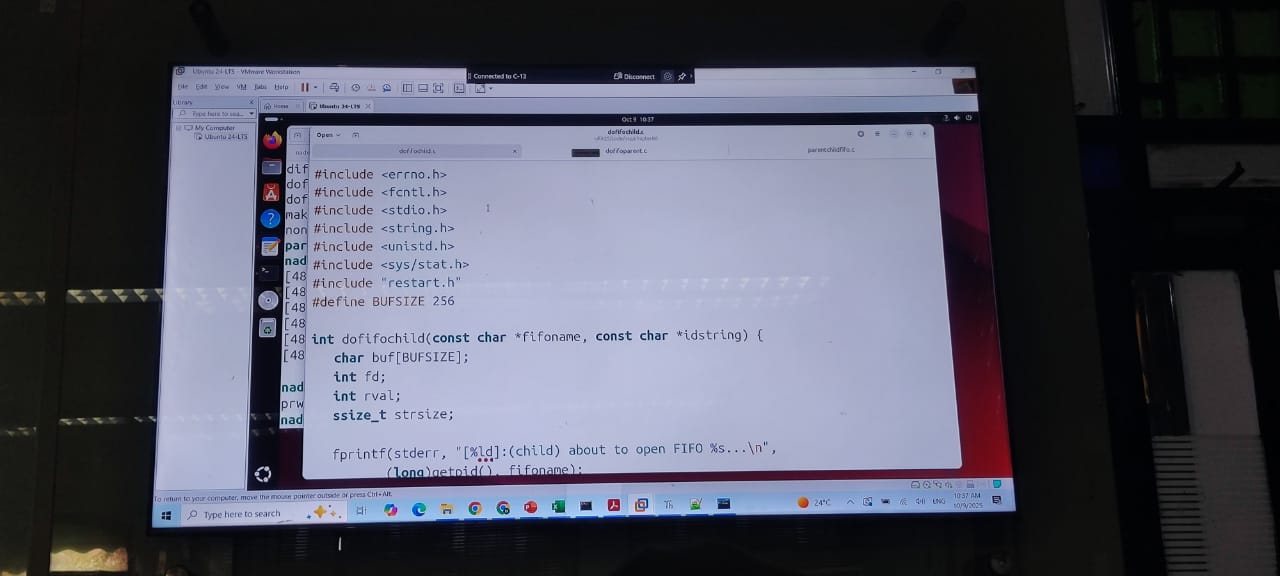 Ubuntu 24-LTS - VMware Workstation
Connected to C-13
Disconnect
File Edit View VM Tabs Help
Library
Home
Ubuntu 24-LTS
Type here to sea...
My Computer
Ubuntu 24-LTS
Oct 9 10:37
Open
dofifochild.c
dofifochild.c
dofifoparent.c
parentchildfifo.c
dif
dof
dof
mak
non
par
nad
[48
[48
[48
[48
[48
[48
nad
prw
nad
#include <errno.h>
#include <fcntl.h>
#include <stdio.h>
#include <string.h>
#include <unistd.h>
#include <sys/stat.h>
#include "restart.h"
#define BUFSIZE 256
int dofifochild(const char *fifoname, const char *idstring) {
char buf[BUFSIZE];
int fd;
int rval;
ssize_t strsize;
fprintf(stderr, "[%ld]:(child) about to open FIFO %s...\n",
(long)getpid(), fifoname);
To return to your computer, move the mouse pointer outside or press Ctrl+Alt.
Type here to search
24°C
ENG
10:37 AM
10/9/2025